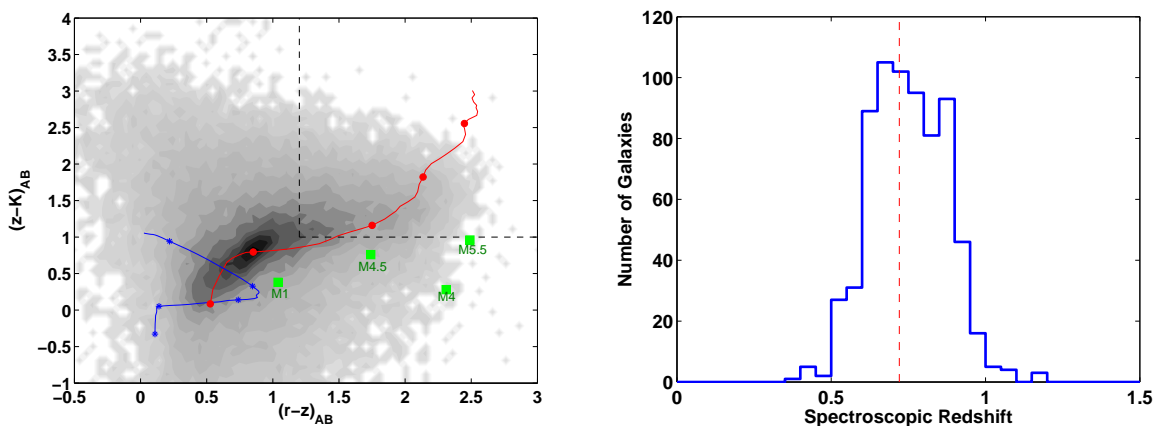 4
3.5
3
2.5
2
1.5
1
0.5
0
−0.5
−1
(z−K)AB
M1
M4.5
M5.5
M4
−0.5 0 0.5 1 1.5 2 2.5 3
(r−z)AB
120
100
80
60
40
20
0
Number of Galaxies
0 0.5 1 1.5
Spectroscopic Redshift